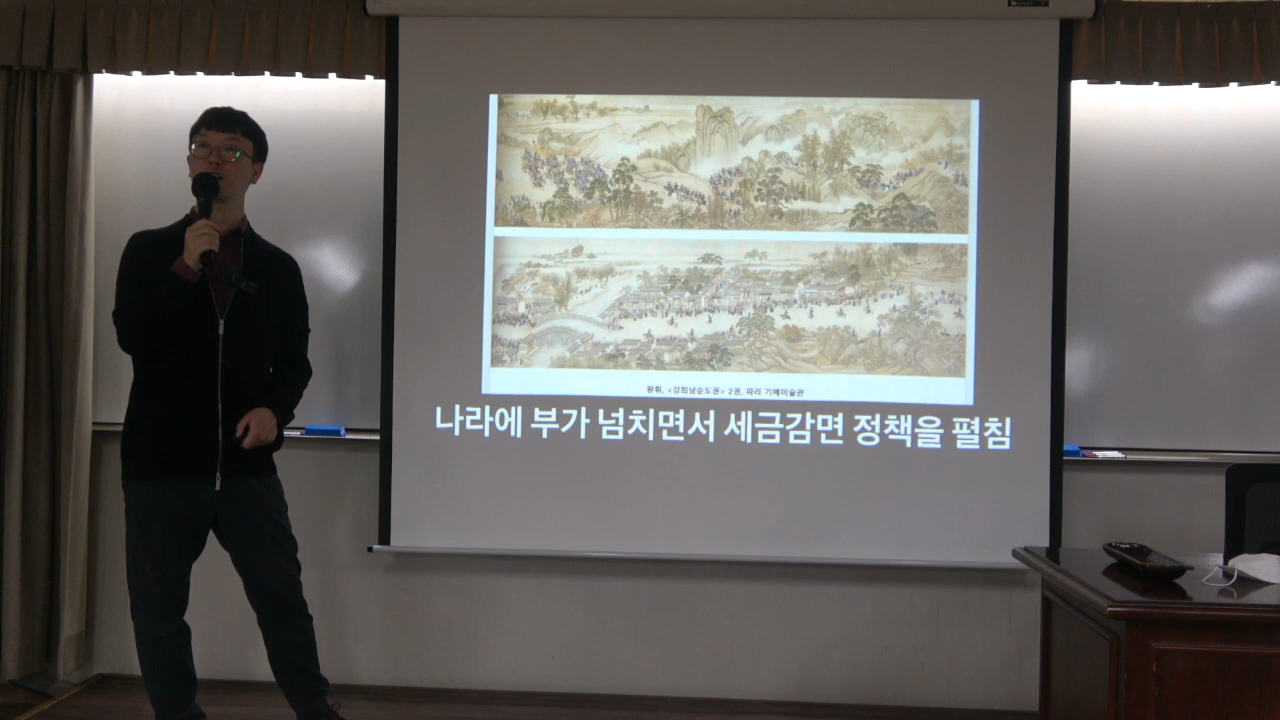 왕휘, <강희남순도권> 2권, 파리 기메미술관
나라에 부가 넘치면서 세금감면 정책을 펼침